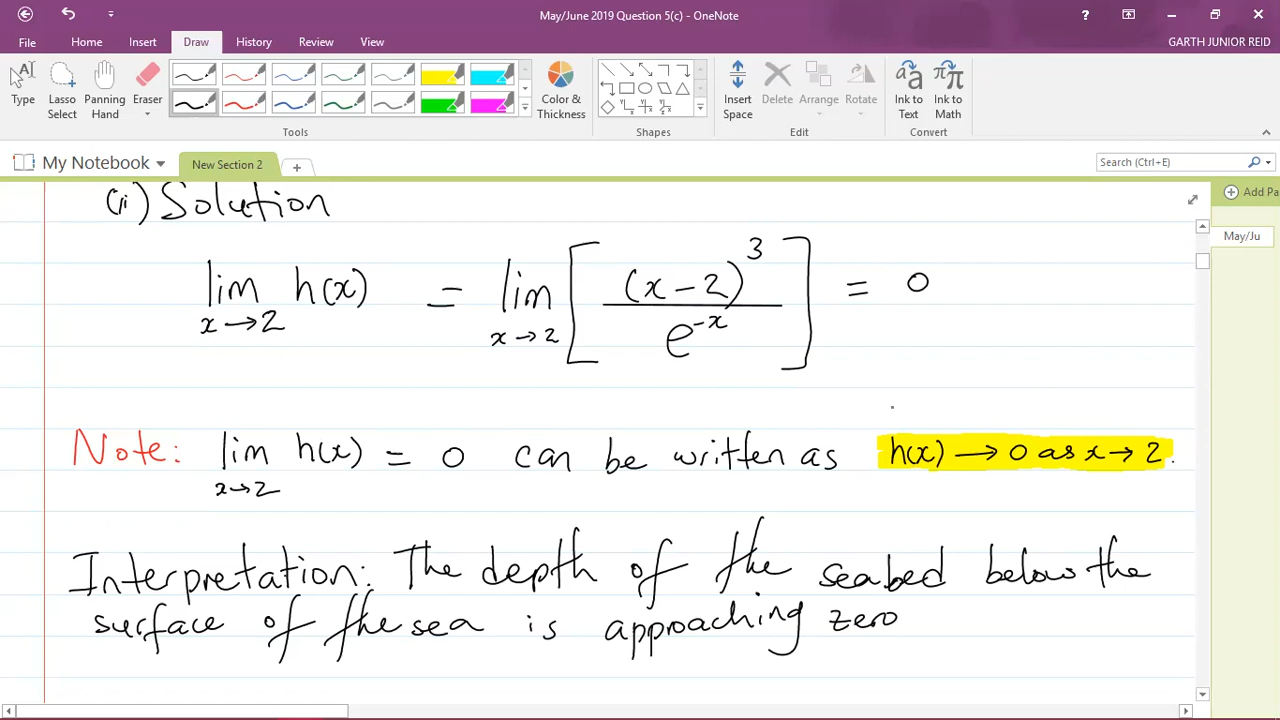 May/June 2019 Question 5(c) - OneNote
File Home Insert Draw History Review View GARTH JUNIOR REID
Type Lasso Select Panning Hand Eraser Color & Thickness Insert Space Delete Arrange Rotate Ink to Text Ink to Math
Tools Shapes Edit Convert
My Notebook New Section 2 Search (Ctrl+E)
Add Pa
May/Ju
(ii) Solution
lim x→2 h(x) = lim x→2 [ (x-2)^3 / e^-x ] = 0
Note: lim x→2 h(x) = 0 can be written as h(x) → 0 as x → 2.
Interpretation: The depth of the seabed below the
surface of the sea is approaching zero